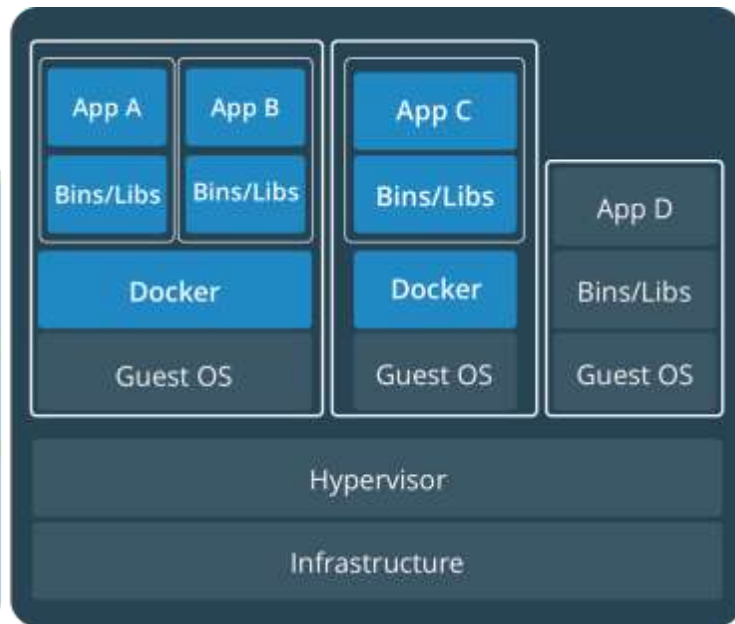 App A
App B
Bins/Libs
Bins/Libs
Docker
Guest OS
App C
Bins/Libs
Docker
Guest OS
App D
Bins/Libs
Guest OS
Hypervisor
Infrastructure